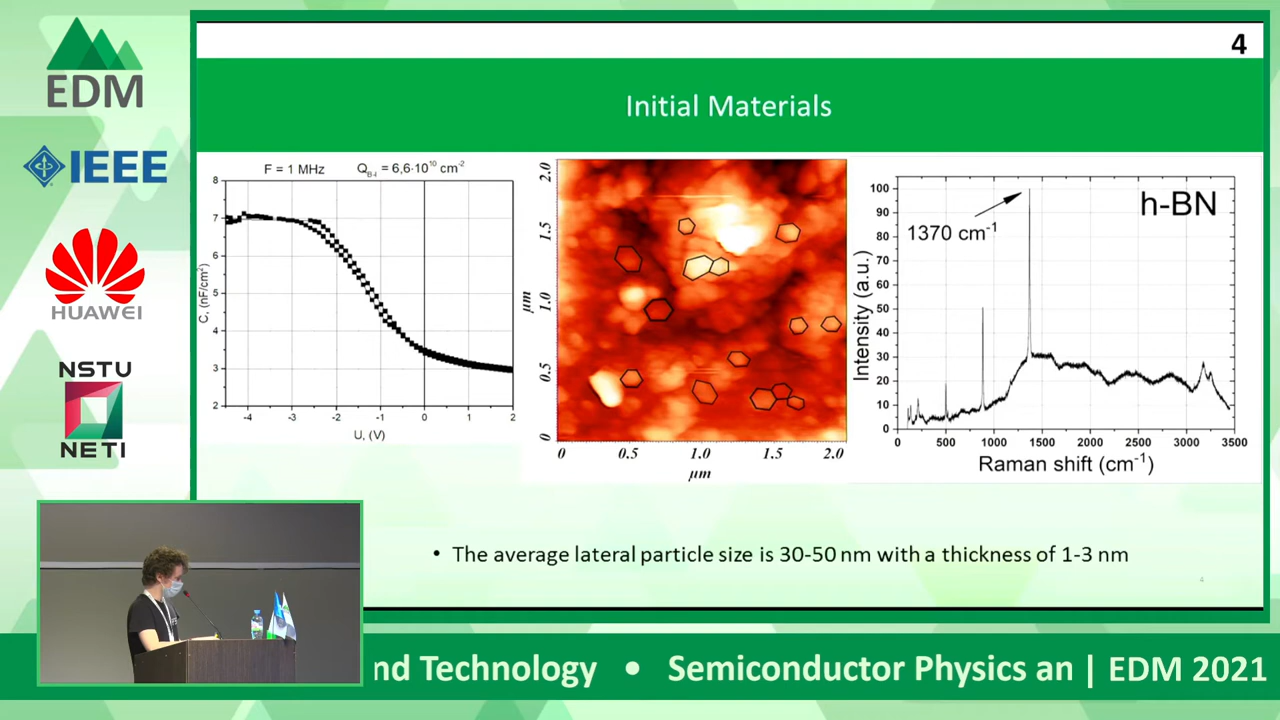 EDM
IEEE
HUAWEI
NSTU
NETI
4
Initial Materials
F = 1 MHz
Q_B-I = 6,6·10^10 cm^-2
C, (nF/cm^2)
8
7
6
5
4
3
2
-4 -3 -2 -1 0 1 2
U, (V)
μm
2.0
1.5
1.0
0.5
0
0 0.5 1.0 1.5 2.0
μm
Intensity (a.u.)
100
90
80
70
60
50
40
30
20
10
0
h-BN
1370 cm^-1
0 500 1000 1500 2000 2500 3000 3500
Raman shift (cm^-1)
• The average lateral particle size is 30-50 nm with a thickness of 1-3 nm
4
nd Technology • Semiconductor Physics an | EDM 2021